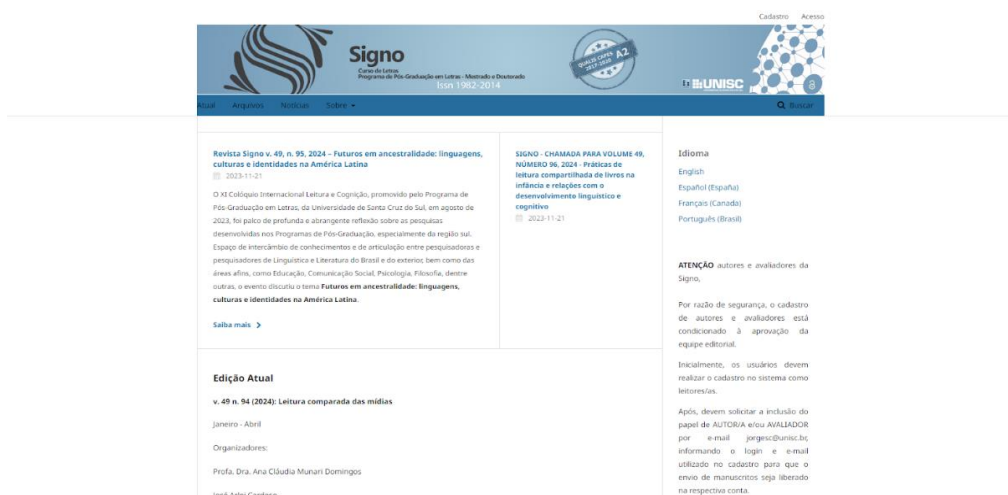 Cadastro Acesso
Signo
Curso de Letras
Programa de Pós-Graduação em Letras - Mestrado e Doutorado
Issn 1982-2014
QUALIS CAPES A2
2017-2020
UNISC
Atual Arquivos Notícias Sobre
Buscar
Revista Signo v. 49, n. 95, 2024 – Futuros em ancestralidade: linguagens,
culturas e identidades na América Latina
2023-11-21
O XI Colóquio Internacional Leitura e Cognição, promovido pelo Programa de
Pós-Graduação em Letras, da Universidade de Santa Cruz do Sul, em agosto de
2023, foi palco de profunda e abrangente reflexão sobre as pesquisas
desenvolvidas nos Programas de Pós-Graduação, especialmente da região sul.
Espaço de intercâmbio de conhecimentos e de articulação entre pesquisadoras e
pesquisadores de Linguística e Literatura do Brasil e do exterior, bem como das
áreas afins, como Educação, Comunicação Social, Psicologia, Filosofia, dentre
outras, o evento discutiu o tema Futuros em ancestralidade: linguagens,
culturas e identidades na América Latina.
Saiba mais
SIGNO - CHAMADA PARA VOLUME 49,
NÚMERO 96, 2024 - Práticas de
leitura compartilhada de livros na
infância e relações com o
desenvolvimento linguístico e
cognitivo
2023-11-21
Edição Atual
v. 49 n. 94 (2024): Leitura comparada das mídias
Janeiro - Abril
Organizadores:
Profa. Dra. Ana Cláudia Munari Domingos
Idioma
English
Español (España)
Français (Canada)
Português (Brasil)
ATENÇÃO autores e avaliadores da
Signo,
Por razão de segurança, o cadastro
de autores e avaliadores está
condicionado à aprovação da
equipe editorial.
Inicialmente, os usuários devem
realizar o cadastro no sistema como
leitores/as.
Após, devem solicitar a inclusão do
papel de AUTOR/A e/ou AVALIADOR
por e-mail jorgesc@unisc.br,
informando o login e e-mail
utilizado no cadastro para que o
envio de manuscritos seja liberado
na respectiva conta.